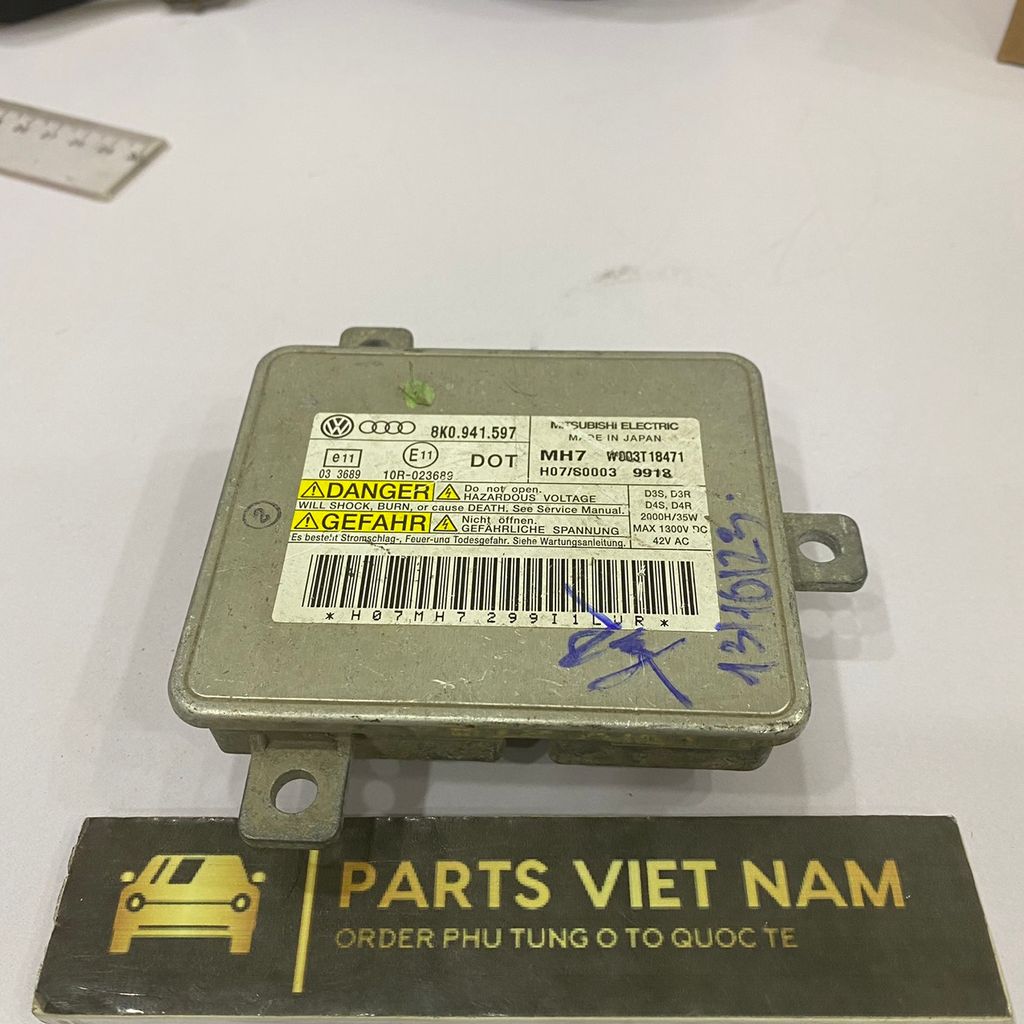 8K0.941.597
MITSUBISHI ELECTRIC
MADE IN JAPAN
e11
E11
DOT
03 3689
10R-023689
MH7 W003T18471
H07/S0003 9918
DANGER
Do not open.
HAZARDOUS VOLTAGE
WILL SHOCK, BURN, or cause DEATH. See Service Manual.
GEFAHR
Nicht öffnen.
GEFÄHRLICHE SPANNUNG
Es besteht Stromschlag-, Feuer-und Todesgefahr. Siehe Wartungsanleitung.
D3S, D3R
D4S, D4R
2000H/35W
MAX 1300V DC
42V AC
*H07MH7299I1LUR*
2
PARTS VIET NAM
ORDER PHU TUNG O TO QUOC TE